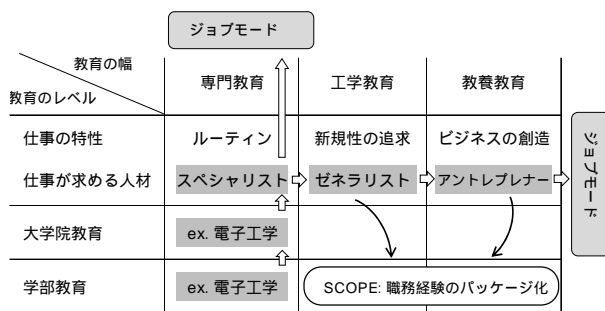 ジョブモード
教育の幅
教育のレベル
専門教育
工学教育
教養教育
仕事の特性
ルーティン
新規性の追求
ビジネスの創造
仕事が求める人材
スペシャリスト
ゼネラリスト
アントレプレナー
ジョブモード
大学院教育
ex. 電子工学
学部教育
ex. 電子工学
SCOPE: 職務経験のパッケージ化